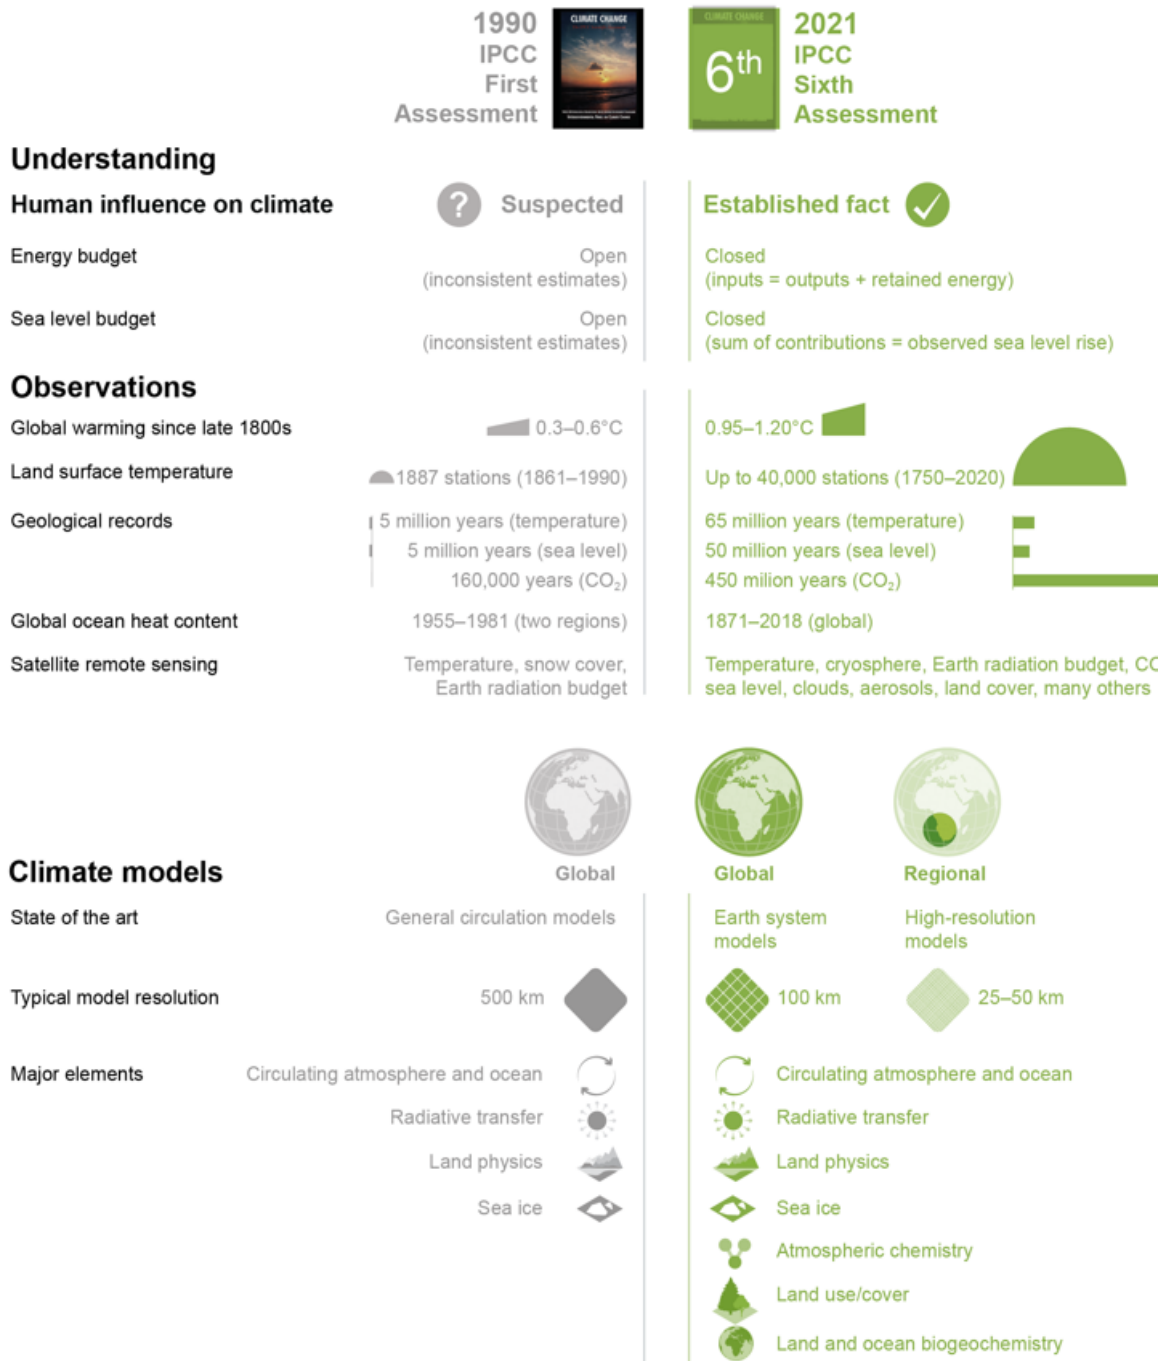 1990
IPCC
First
Assessment
CLIMATE CHANGE
CLIMATE CHANGE
6th
2021
IPCC
Sixth
Assessment
Understanding
Human influence on climate
? Suspected
Established fact
Energy budget
Open
(inconsistent estimates)
Closed
(inputs = outputs + retained energy)
Sea level budget
Open
(inconsistent estimates)
Closed
(sum of contributions = observed sea level rise)
Observations
Global warming since late 1800s
0.3–0.6°C
0.95–1.20°C
Land surface temperature
1887 stations (1861–1990)
Up to 40,000 stations (1750–2020)
Geological records
5 million years (temperature)
65 million years (temperature)
5 million years (sea level)
50 million years (sea level)
160,000 years (CO₂)
450 milion years (CO₂)
Global ocean heat content
1955–1981 (two regions)
1871–2018 (global)
Satellite remote sensing
Temperature, snow cover,
Earth radiation budget
Temperature, cryosphere, Earth radiation budget, CO
sea level, clouds, aerosols, land cover, many others
Climate models
Global
Global
Regional
State of the art
General circulation models
Earth system
models
High-resolution
models
Typical model resolution
500 km
100 km
25–50 km
Major elements
Circulating atmosphere and ocean
Circulating atmosphere and ocean
Radiative transfer
Radiative transfer
Land physics
Land physics
Sea ice
Sea ice
Atmospheric chemistry
Land use/cover
Land and ocean biogeochemistry